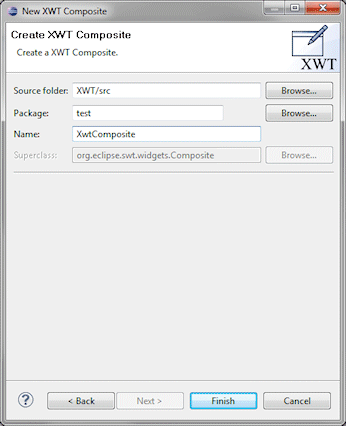 New XWT Composite
Create XWT Composite
Create a XWT Composite.
XWT
Source folder: XWT/src Browse...
Package: test Browse...
Name: XwtComposite
Superclass: org.eclipse.swt.widgets.Composite Browse...
? < Back Next > Finish Cancel